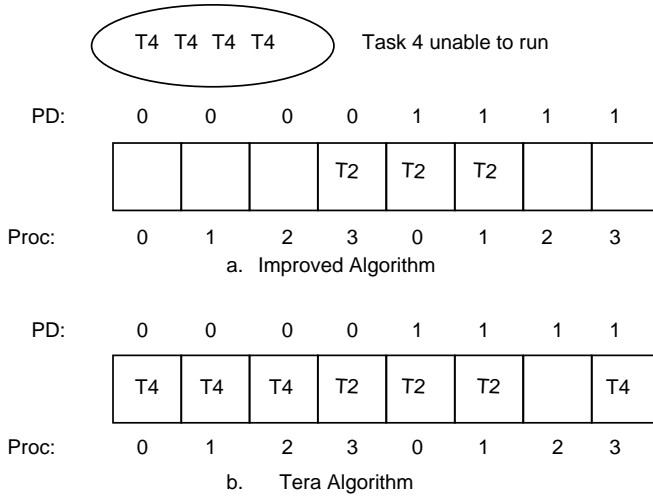 T4 T4 T4 T4 Task 4 unable to run
PD: 0 0 0 0 1 1 1 1
T2 T2 T2
Proc: 0 1 2 3 0 1 2 3
a. Improved Algorithm
PD: 0 0 0 0 1 1 1 1
T4 T4 T4 T2 T2 T2 T4
Proc: 0 1 2 3 0 1 2 3
b. Tera Algorithm